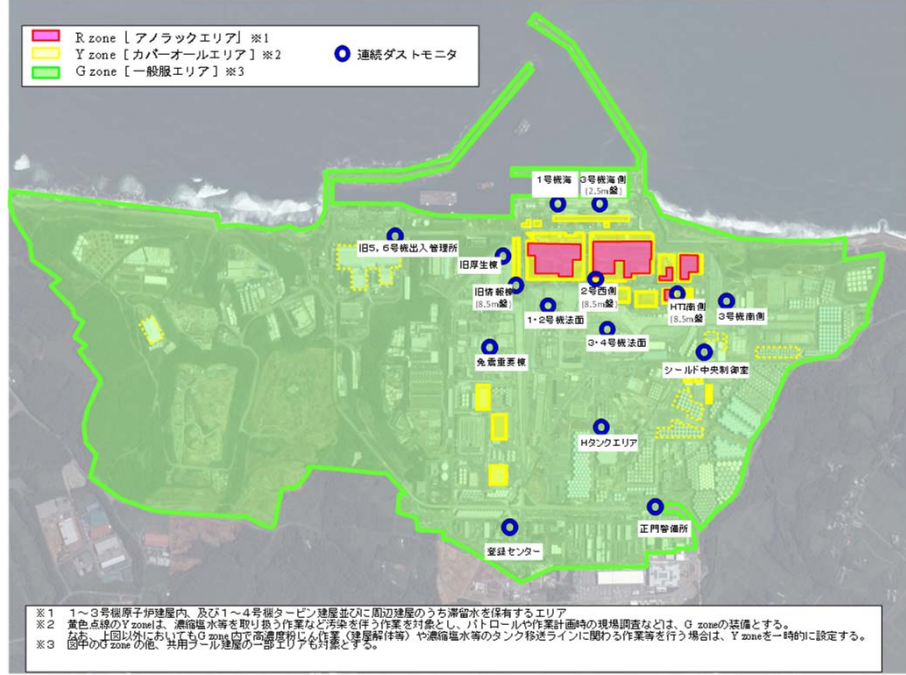 R zone [アノラックエリア] ※1
Y zone [カバーオールエリア] ※2
G zone [一般服エリア] ※3
連続ダストモニタ
1号機海
3号機海側
(2.5m盤)
旧5，6号機出入管理所
旧厚生棟
旧情報棟
(8.5m盤)
2号西側
(8.5m盤)
HTI南側
(8.5m盤)
1・2号機法面
3号機南側
3・4号機法面
免震重要棟
シールド中央制御室
Hタンクエリア
正門警備所
登録センター
※1　1～3号機原子炉建屋内、及び1～4号機タービン建屋並びに周辺建屋のうち滞留水を保有するエリア
※2　黄色点線のY zoneは、濃縮塩水等を取り扱う作業など汚染を伴う作業を対象とし、パトロールや作業計画時の現場調査などは、G zoneの装備とする。
なお、上図以外においてもG zone内で高濃度粉じん作業（建屋解体等）や濃縮塩水等のタンク移送ラインに関わる作業等を行う場合は、Y zoneを一時的に設定する。
※3　図中のG zoneの他、共用プール建屋の一部エリアも対象とする。